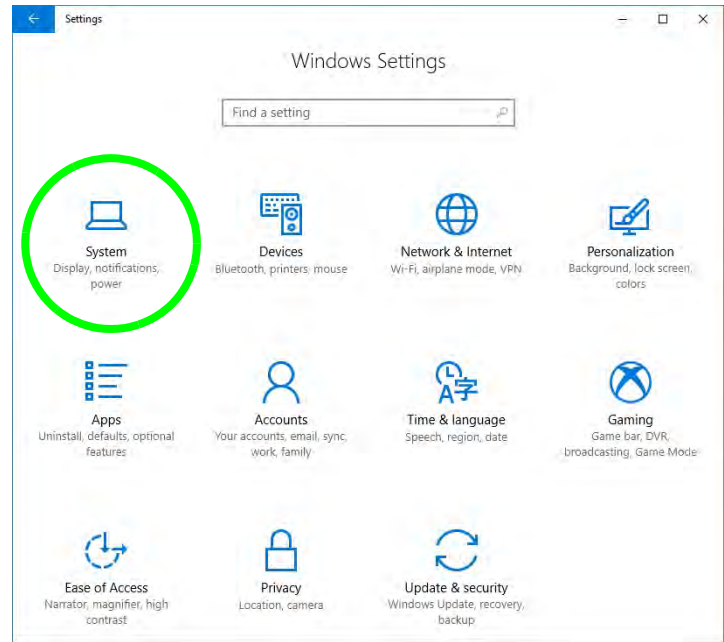 Settings
Windows Settings
Find a setting
System
Display, notifications,
power
Devices
Bluetooth, printers, mouse
Network & Internet
Wi-Fi, airplane mode, VPN
Personalization
Background, lock screen,
colors
Apps
Uninstall, defaults, optional
features
Accounts
Your accounts, email, sync,
work, family
Time & language
Speech, region, date
Gaming
Game bar, DVR,
broadcasting, Game Mode
Ease of Access
Narrator, magnifier, high
contrast
Privacy
Location, camera
Update & security
Windows Update, recovery,
backup